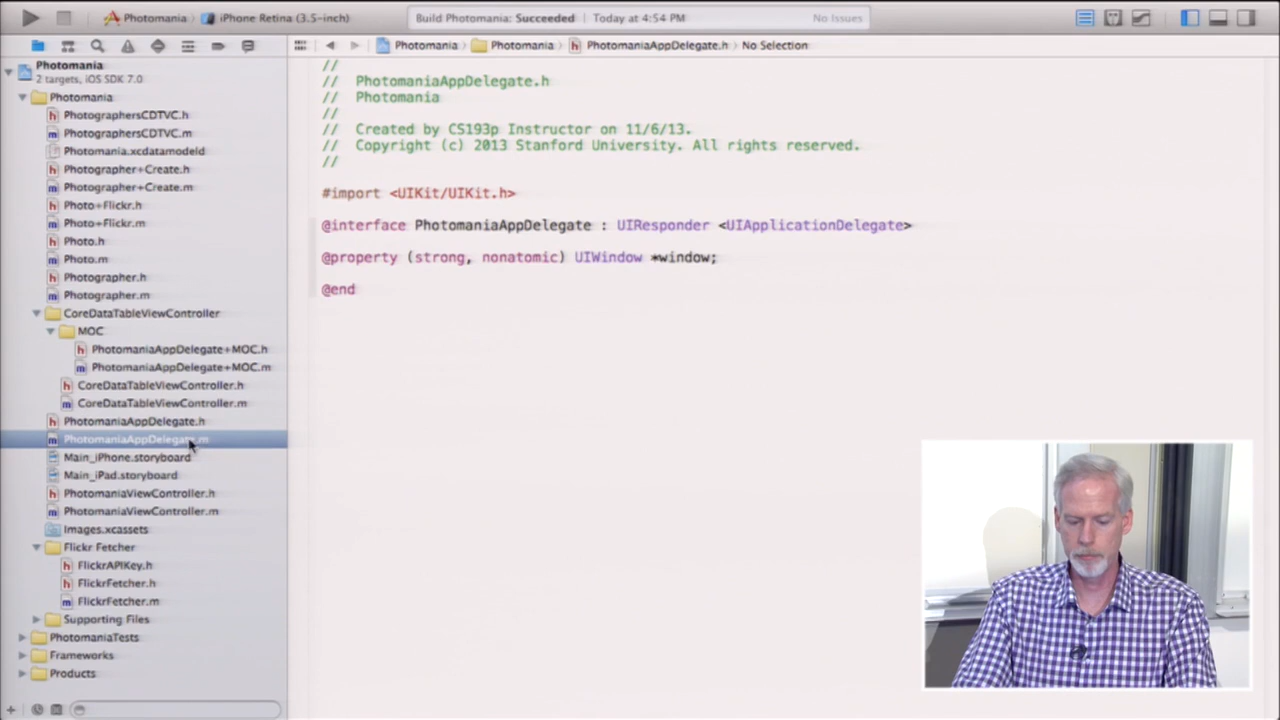 Photomania
iPhone Retina (3.5-inch)
Build Photomania: Succeeded
Today at 4:54 PM
No Issues
Photomania
Photomania
PhotomaniaAppDelegate.h
No Selection
Photomania
2 targets, iOS SDK 7.0
Photomania
PhotographersCDTVC.h
PhotographersCDTVC.m
Photomania.xcdatamodeld
Photographer+Create.h
Photographer+Create.m
Photo+Flickr.h
Photo+Flickr.m
Photo.h
Photo.m
Photographer.h
Photographer.m
CoreDataTableViewController
MOC
PhotomaniaAppDelegate+MOC.h
PhotomaniaAppDelegate+MOC.m
CoreDataTableViewController.h
CoreDataTableViewController.m
PhotomaniaAppDelegate.h
PhotomaniaAppDelegate.m
Main_iPhone.storyboard
Main_iPad.storyboard
PhotomaniaViewController.h
PhotomaniaViewController.m
Images.xcassets
Flickr Fetcher
FlickrAPIKey.h
FlickrFetcher.h
FlickrFetcher.m
Supporting Files
PhotomaniaTests
Frameworks
Products
//
// PhotomaniaAppDelegate.h
// Photomania
//
// Created by CS193p Instructor on 11/6/13.
// Copyright (c) 2013 Stanford University. All rights reserved.
//
#import <UIKit/UIKit.h>
@interface PhotomaniaAppDelegate : UIResponder <UIApplicationDelegate>
@property (strong, nonatomic) UIWindow *window;
@end